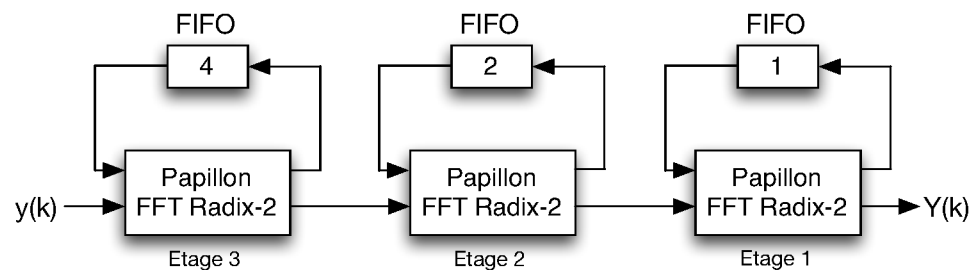 FIFO
FIFO
FIFO
4
2
1
Papillon
FFT Radix-2
Papillon
FFT Radix-2
Papillon
FFT Radix-2
y(k)
Y(k)
Etage 3
Etage 2
Etage 1